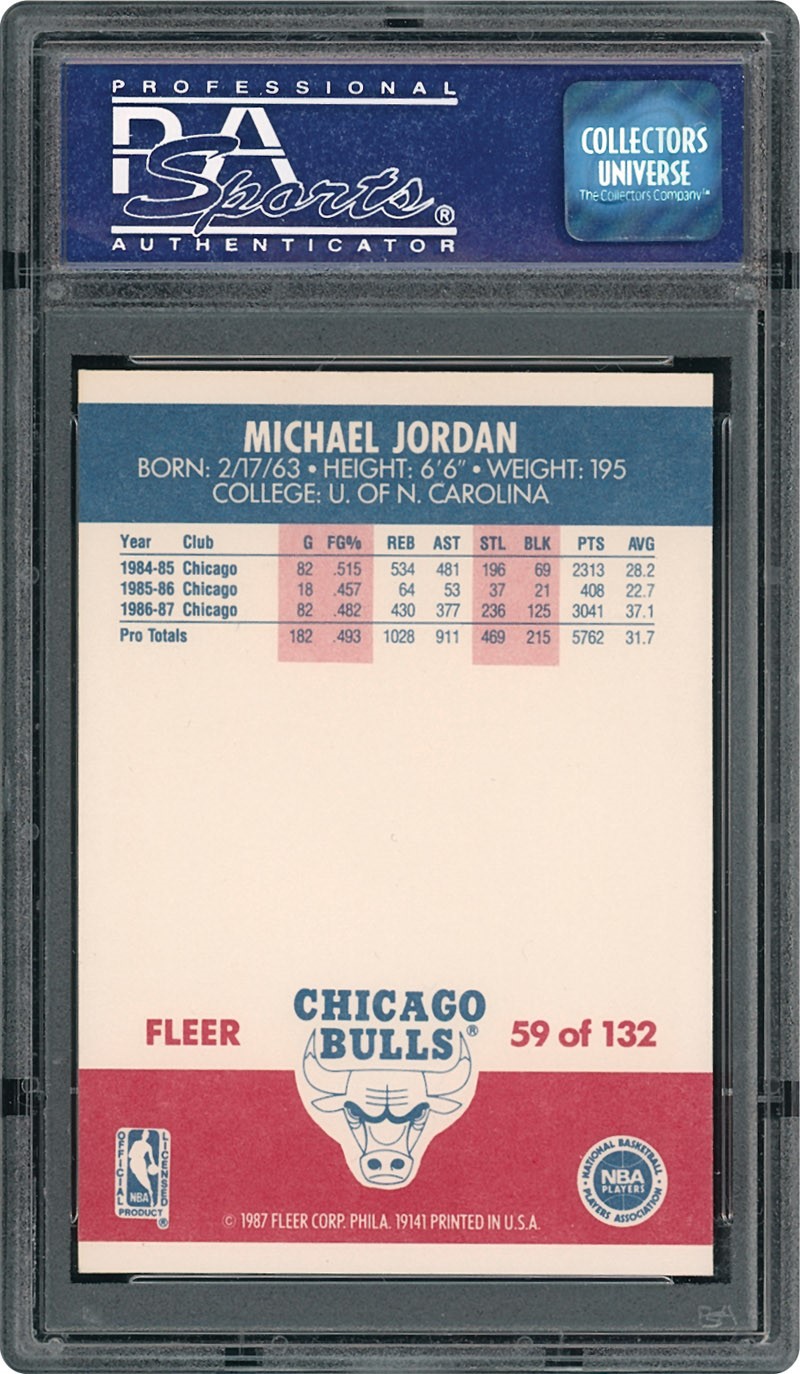 PROFESSIONAL
PSA
Sports®
AUTHENTICATOR
COLLECTORS
UNIVERSE
The Collectors Company℠
MICHAEL JORDAN
BORN: 2/17/63 • HEIGHT: 6'6" • WEIGHT: 195
COLLEGE: U. OF N. CAROLINA
Year Club G FG% REB AST STL BLK PTS AVG
1984-85 Chicago 82 .515 534 481 196 69 2313 28.2
1985-86 Chicago 18 .457 64 53 37 21 408 22.7
1986-87 Chicago 82 .482 430 377 236 125 3041 37.1
Pro Totals 182 .493 1028 911 469 215 5762 31.7
CHICAGO
BULLS®
FLEER
59 of 132
OFFICIAL LICENSED
NBA
PRODUCT®
NATIONAL BASKETBALL
NBA
PLAYERS
PLAYERS ASSOCIATION
© 1987 FLEER CORP. PHILA. 19141 PRINTED IN U.S.A.
PSA